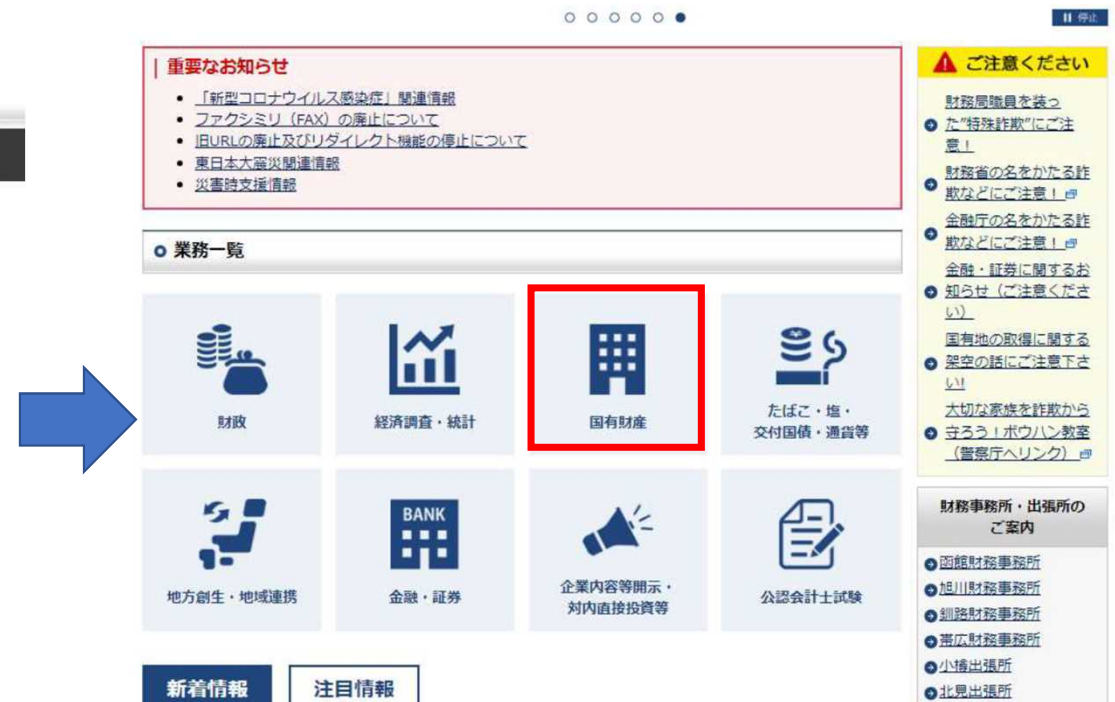 停止
重要なお知らせ
「新型コロナウイルス感染症」関連情報
ファクシミリ（FAX）の廃止について
旧URLの廃止及びリダイレクト機能の停止について
東日本大震災関連情報
災害時支援情報
業務一覧
財政
経済調査・統計
国有財産
たばこ・塩・
交付国債・通貨等
地方創生・地域連携
BANK
金融・証券
企業内容等開示・
対内直接投資等
公認会計士試験
新着情報
注目情報
ご注意ください
財務局職員を装っ
た"特殊詐欺"にご注
意！
財務省の名をかたる詐
欺などにご注意！
金融庁の名をかたる詐
欺などにご注意！
金融・証券に関するお
知らせ（ご注意くださ
い）
国有地の取得に関する
架空の話にご注意下さ
い!
大切な家族を詐欺から
守ろう！ボウハン教室
（警察庁へリンク）
財務事務所・出張所の
ご案内
函館財務事務所
旭川財務事務所
釧路財務事務所
帯広財務事務所
小樽出張所
北見出張所